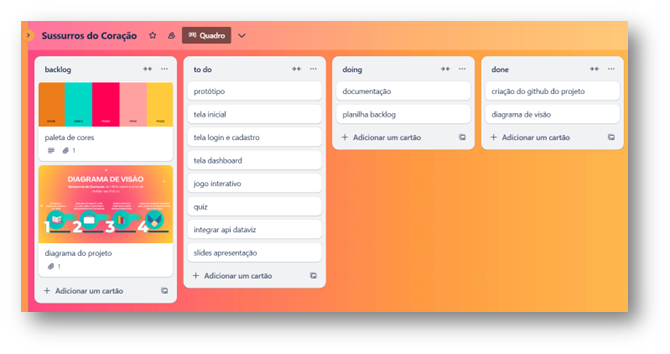 Sussurros do Coração
Quadro
backlog
paleta de cores
1
DIAGRAMA DE VISÃO
1 2 3 4
diagrama do projeto
1
+ Adicionar um cartão
to do
protótipo
tela inicial
tela login e cadastro
tela dashboard
jogo interativo
quiz
integrar api dataviz
slides apresentação
+ Adicionar um cartão
doing
documentação
planilha backlog
+ Adicionar um cartão
done
criação do github do projeto
diagrama de visão
+ Adicionar um cartão